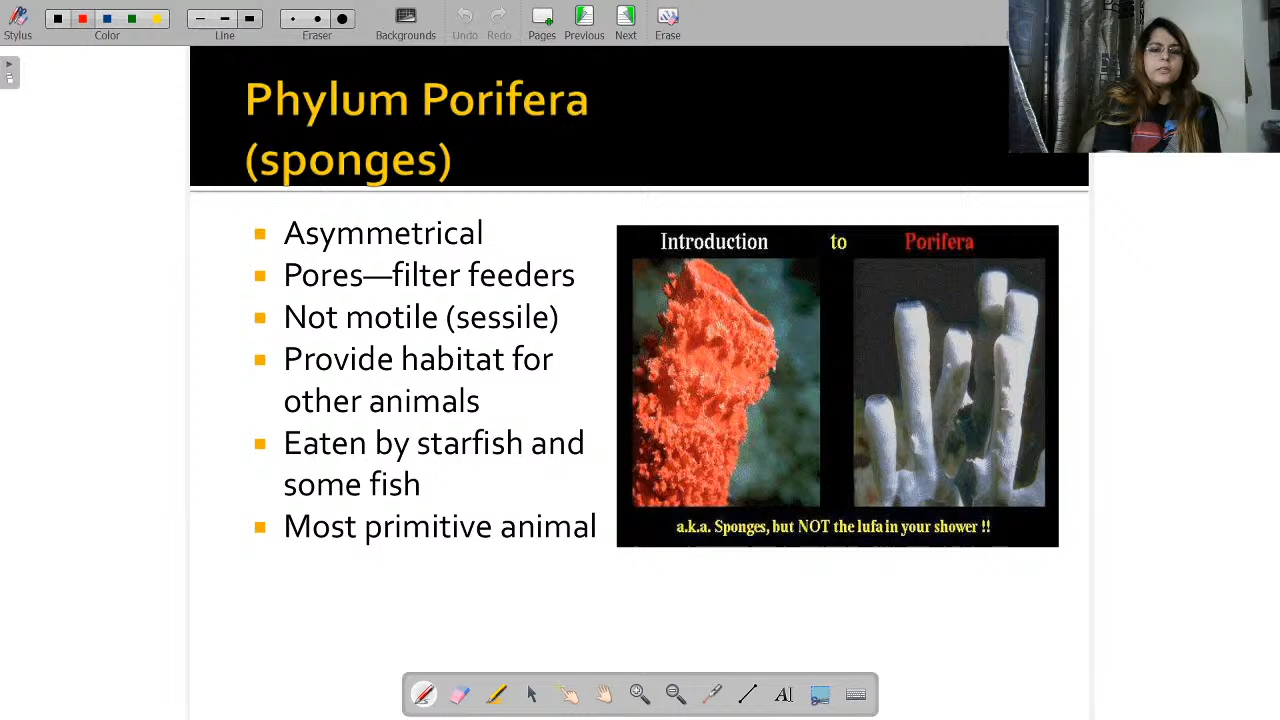 Stylus
Color
Line
Eraser
Backgrounds
Undo
Redo
Pages
Previous
Next
Erase
Phylum Porifera
(sponges)
Asymmetrical
Pores—filter feeders
Not motile (sessile)
Provide habitat for
other animals
Eaten by starfish and
some fish
Most primitive animal
Introduction to Porifera
a.k.a. Sponges, but NOT the lufa in your shower !!
AI